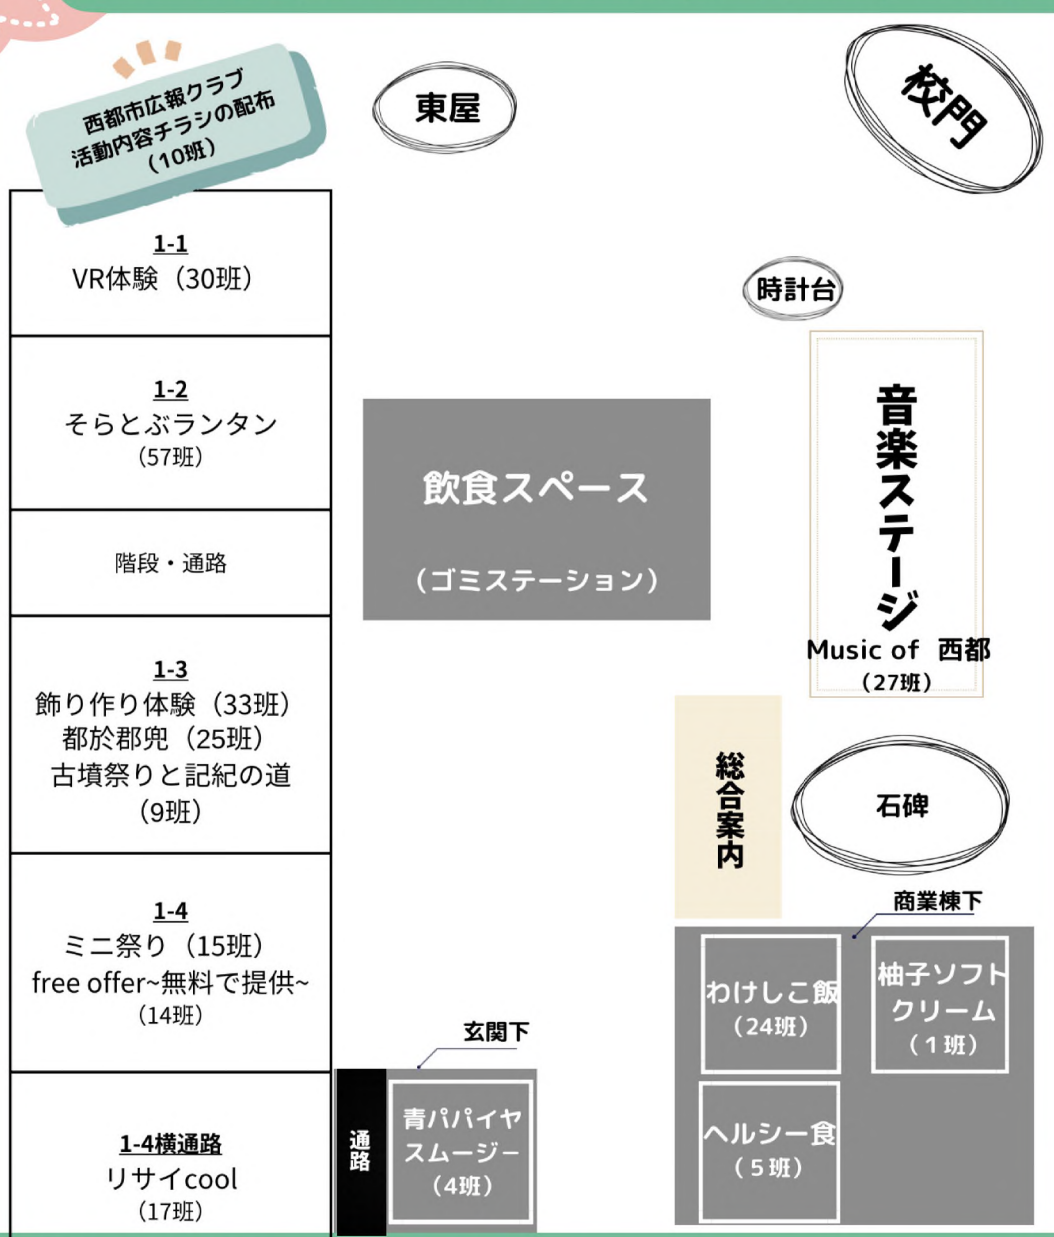 西都市広報クラブ
活動内容チラシの配布
（10班）
東屋
校門
1-1
VR体験（30班）
時計台
1-2
そらとぶランタン
（57班）
階段・通路
飲食スペース
（ゴミステーション）
音楽ステージ
Music of 西都
（27班）
1-3
飾り作り体験（33班）
都於郡兜（25班）
古墳祭りと記紀の道
（9班）
総合案内
石碑
1-4
ミニ祭り（15班）
free offer~無料で提供~
（14班）
商業棟下
わけしこ飯
（24班）
柚子ソフト
クリーム
（１班）
ヘルシー食
（５班）
玄関下
通路
青パパイヤ
スムージー
（4班）
1-4横通路
リサイcool
（17班）